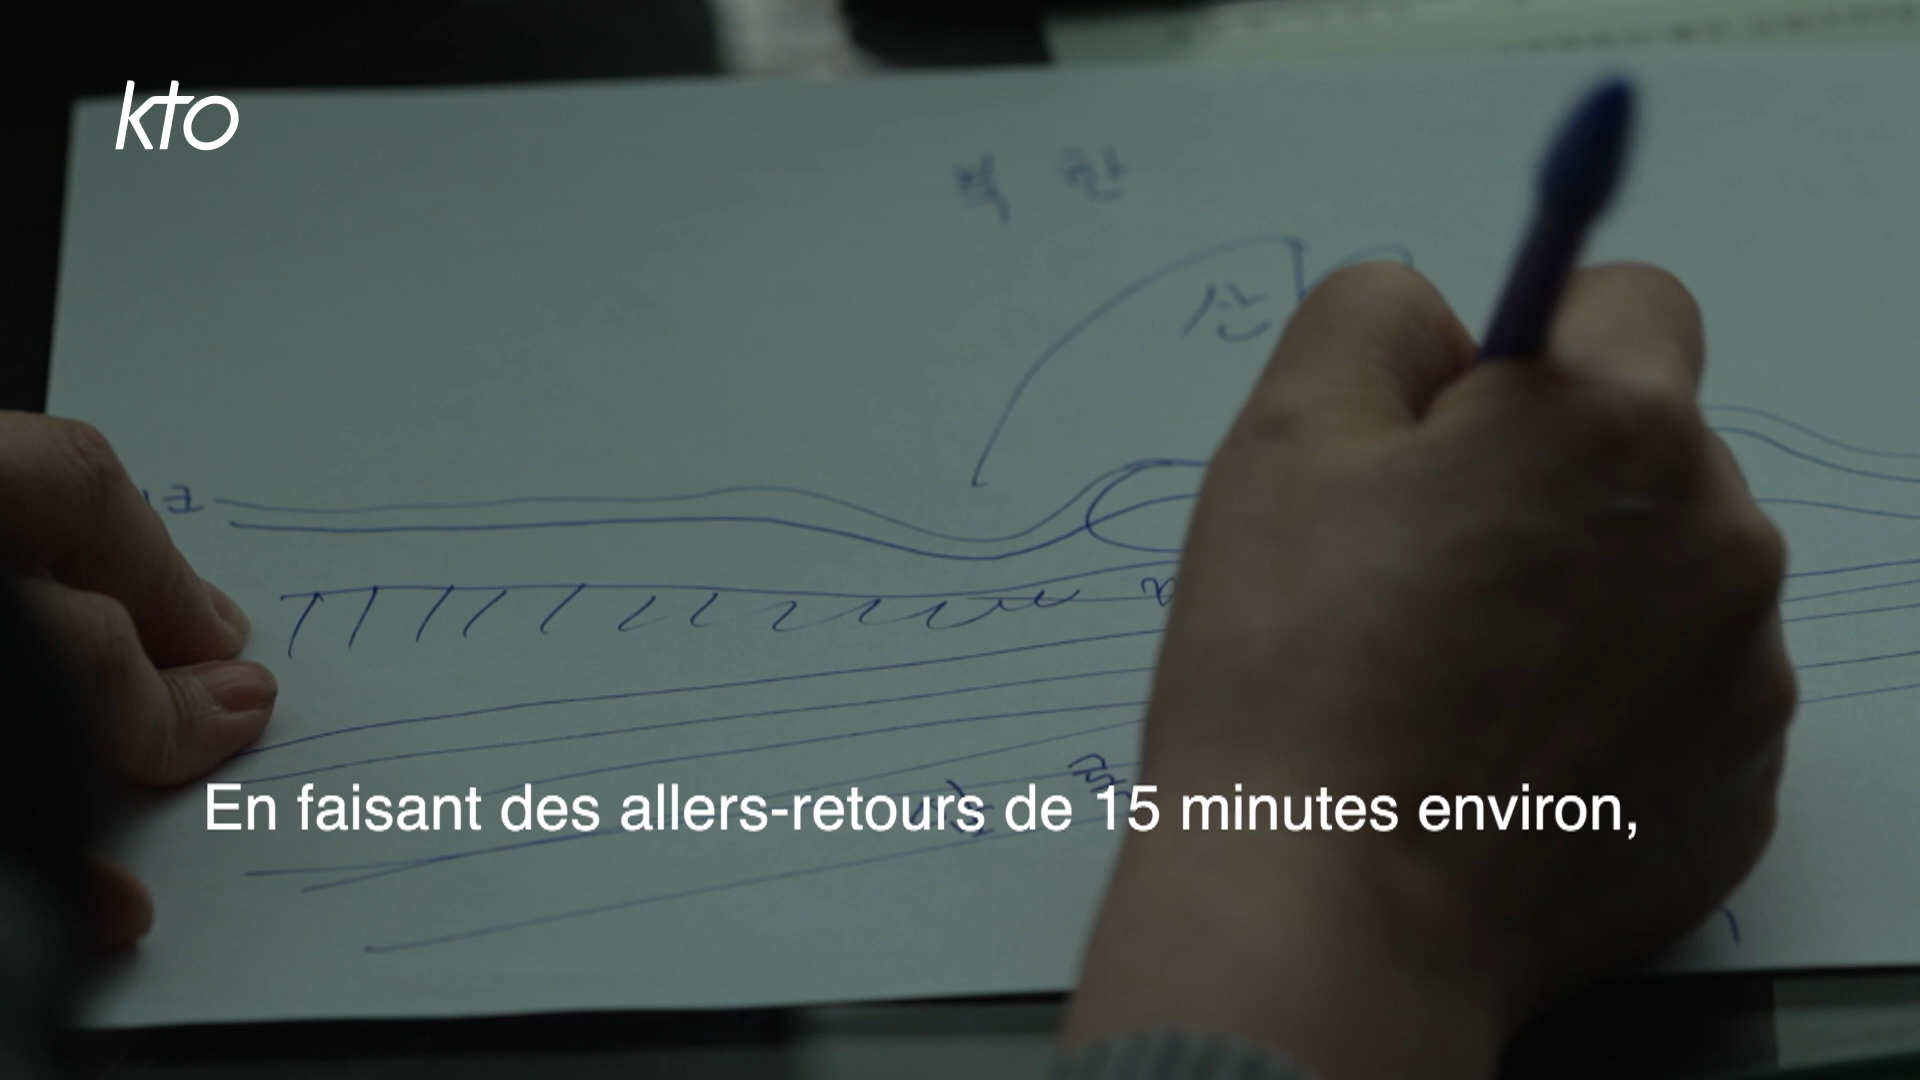 kto
북한
산
En faisant des allers-retours de 15 minutes environ,